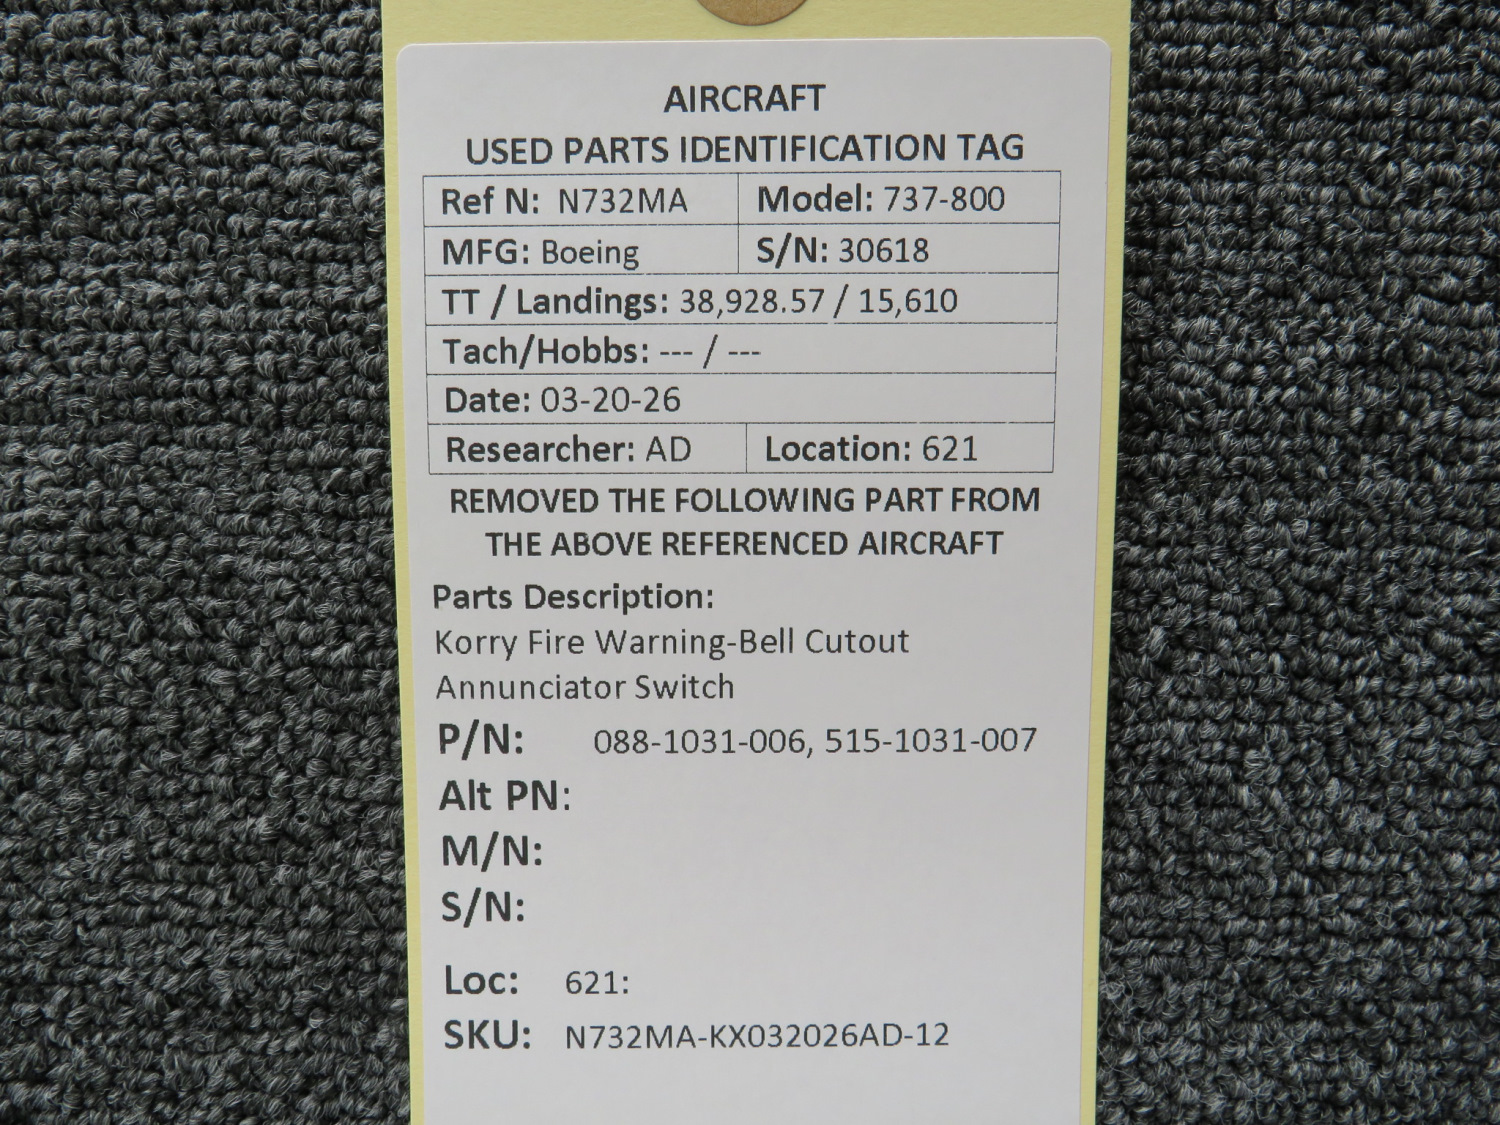 AIRCRAFT
USED PARTS IDENTIFICATION TAG
Ref N: N732MA Model: 737-800
MFG: Boeing S/N: 30618
TT / Landings: 38,928.57 / 15,610
Tach/Hobbs: --- / ---
Date: 03-20-26
Researcher: AD Location: 621
REMOVED THE FOLLOWING PART FROM
THE ABOVE REFERENCED AIRCRAFT
Parts Description:
Korry Fire Warning-Bell Cutout
Annunciator Switch
P/N: 088-1031-006, 515-1031-007
Alt PN:
M/N:
S/N:
Loc: 621:
SKU: N732MA-KX032026AD-12